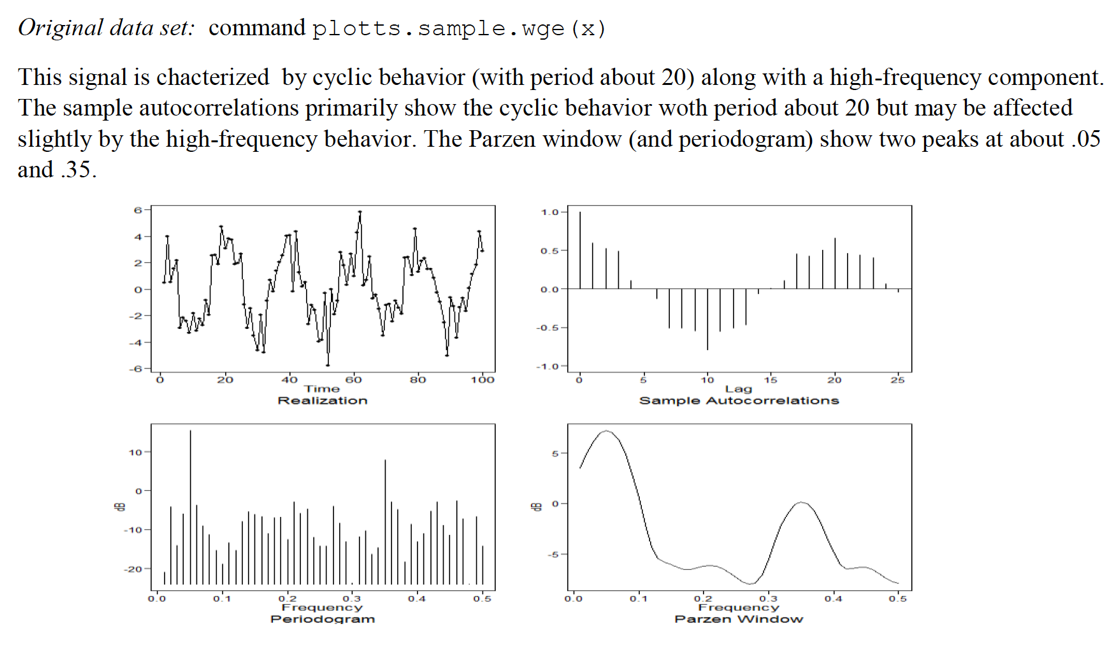 Original data set: command plotts.sample.wge(x)
This signal is chacterized by cyclic behavior (with period about 20) along with a high-frequency component.
The sample autocorrelations primarily show the cyclic behavior woth period about 20 but may be affected
slightly by the high-frequency behavior. The Parzen window (and periodogram) show two peaks at about .05
and .35.
6
4
2
0
-2
-4
-6
0 20 40 60 80 100
Time
Realization
1.0
0.5
0.0
-0.5
-1.0
0 5 10 15 20 25
Lag
Sample Autocorrelations
dB
10
0
-10
-20
0.0 0.1 0.2 0.3 0.4 0.5
Frequency
Periodogram
dB
5
0
-5
0.0 0.1 0.2 0.3 0.4 0.5
Frequency
Parzen Window